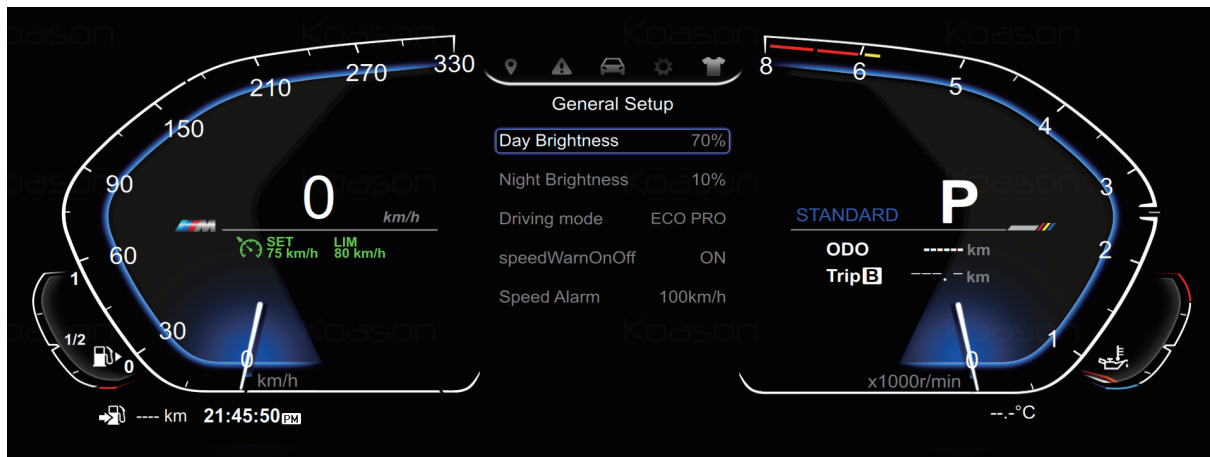 330
270
210
150
90
60
30
0
km/h
0
km/h
SET
75 km/h
LIM
80 km/h
1
1/2
0
---- km
21:45:50 PM
General Setup
Day Brightness 70%
Night Brightness 10%
Driving mode ECO PRO
speedWarnOnOff ON
Speed Alarm 100km/h
8
6
5
4
3
2
1
0
x1000r/min
STANDARD
P
ODO ------ km
Trip B ---.- km
--.-°C
Koason